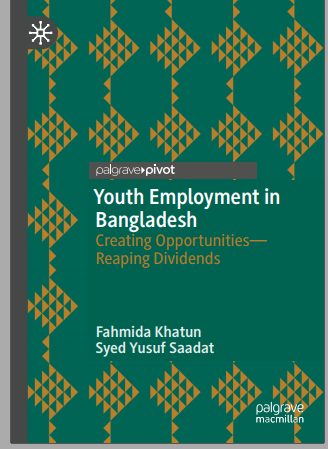 palgrave▸pivot
Youth Employment in
Bangladesh
Creating Opportunities—
Reaping Dividends
Fahmida Khatun
Syed Yusuf Saadat
palgrave
macmillan